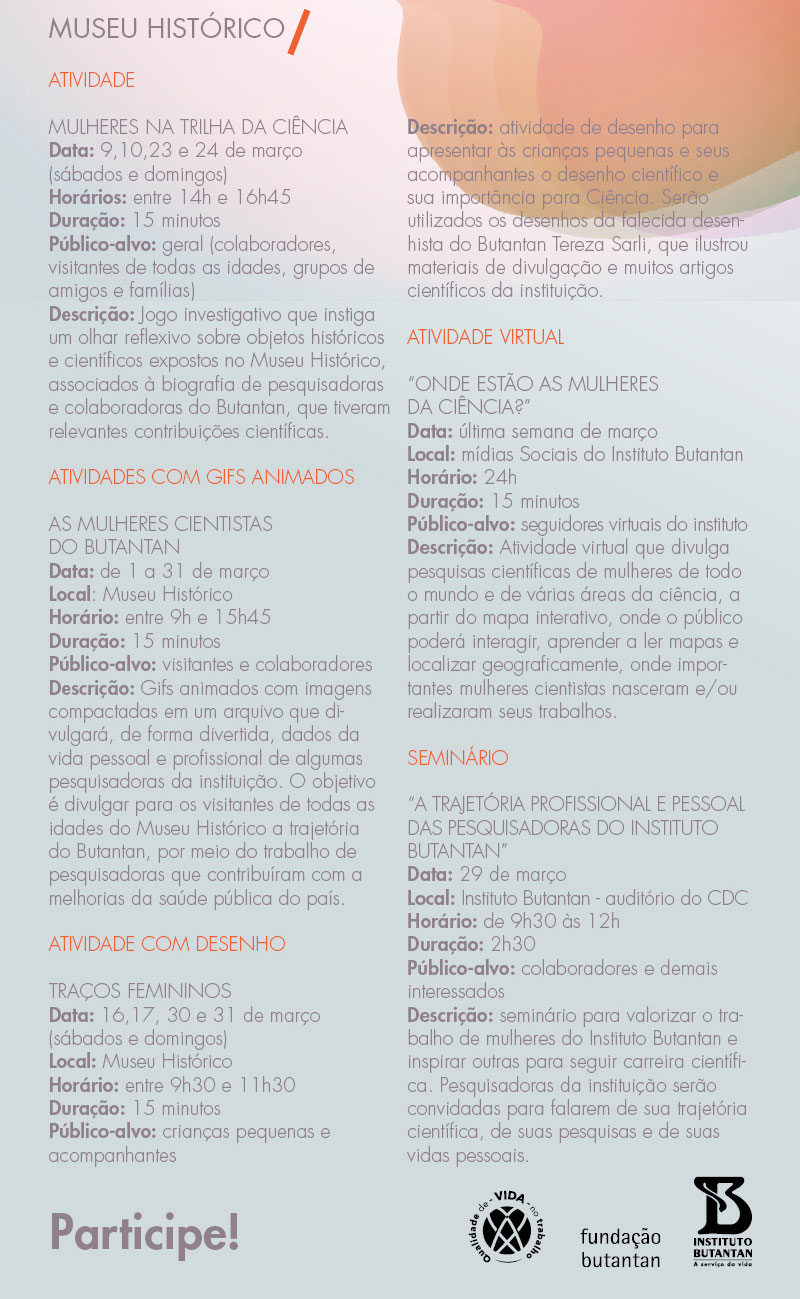 MUSEU HISTÓRICO
ATIVIDADE
MULHERES NA TRILHA DA CIÊNCIA
Data: 9,10,23 e 24 de março
(sábados e domingos)
Horários: entre 14h e 16h45
Duração: 15 minutos
Público-alvo: geral (colaboradores,
visitantes de todas as idades, grupos de
amigos e famílias)
Descrição: Jogo investigativo que instiga
um olhar reflexivo sobre objetos históricos
e científicos expostos no Museu Histórico,
associados à biografia de pesquisadoras
e colaboradoras do Butantan, que tiveram
relevantes contribuições científicas.
ATIVIDADES COM GIFS ANIMADOS
AS MULHERES CIENTISTAS
DO BUTANTAN
Data: de 1 a 31 de março
Local: Museu Histórico
Horário: entre 9h e 15h45
Duração: 15 minutos
Público-alvo: visitantes e colaboradores
Descrição: Gifs animados com imagens
compactadas em um arquivo que di-
vulgará, de forma divertida, dados da
vida pessoal e profissional de algumas
pesquisadoras da instituição. O objetivo
é divulgar para os visitantes de todas as
idades do Museu Histórico a trajetória
do Butantan, por meio do trabalho de
pesquisadoras que contribuíram com a
melhorias da saúde pública do país.
ATIVIDADE COM DESENHO
TRAÇOS FEMININOS
Data: 16,17, 30 e 31 de março
(sábados e domingos)
Local: Museu Histórico
Horário: entre 9h30 e 11h30
Duração: 15 minutos
Público-alvo: crianças pequenas e
acompanhantes
Descrição: atividade de desenho para
apresentar às crianças pequenas e seus
acompanhantes o desenho científico e
sua importância para Ciência. Serão
utilizados os desenhos da falecida desen-
hista do Butantan Tereza Sarli, que ilustrou
materiais de divulgação e muitos artigos
científicos da instituição.
ATIVIDADE VIRTUAL
“ONDE ESTÃO AS MULHERES
DA CIÊNCIA?”
Data: última semana de março
Local: mídias Sociais do Instituto Butantan
Horário: 24h
Duração: 15 minutos
Público-alvo: seguidores virtuais do instituto
Descrição: Atividade virtual que divulga
pesquisas científicas de mulheres de todo
o mundo e de várias áreas da ciência, a
partir do mapa interativo, onde o público
poderá interagir, aprender a ler mapas e
localizar geograficamente, onde impor-
tantes mulheres cientistas nasceram e/ou
realizaram seus trabalhos.
SEMINÁRIO
“A TRAJETÓRIA PROFISSIONAL E PESSOAL
DAS PESQUISADORAS DO INSTITUTO
BUTANTAN”
Data: 29 de março
Local: Instituto Butantan - auditório do CDC
Horário: de 9h30 às 12h
Duração: 2h30
Público-alvo: colaboradores e demais
interessados
Descrição: seminário para valorizar o tra-
balho de mulheres do Instituto Butantan e
inspirar outras para seguir carreira científi-
ca. Pesquisadoras da instituição serão
convidadas para falarem de sua trajetória
científica, de suas pesquisas e de suas
vidas pessoais.
Participe!
Qualidade de - VIDA - no trabalho
fundação
butantan
INSTITUTO
BUTANTAN
A serviço da vida